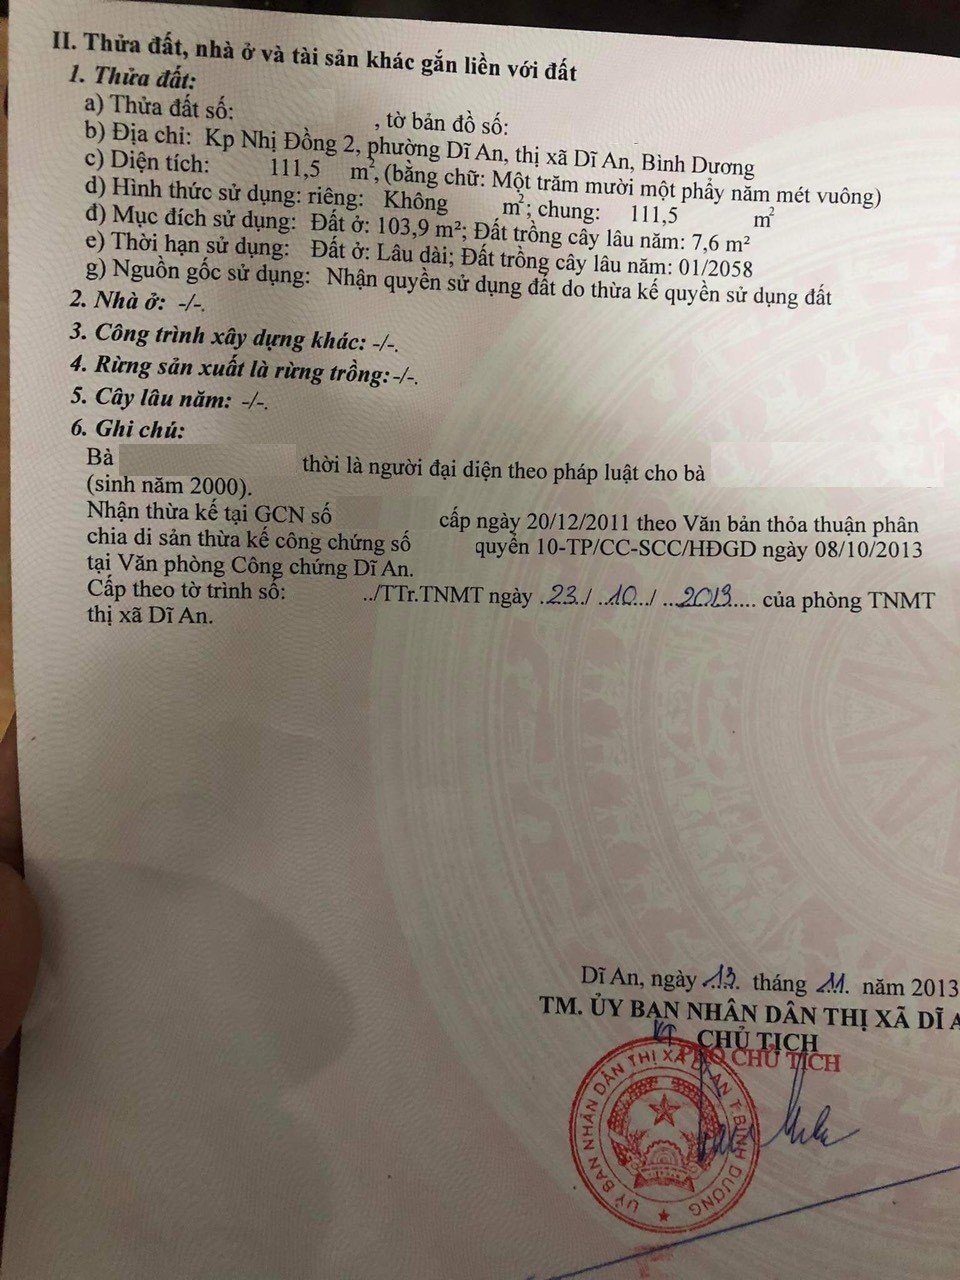 II. Thửa đất, nhà ở và tài sản khác gắn liền với đất
1. Thửa đất:
a) Thửa đất số: , tờ bản đồ số:
b) Địa chỉ: Kp Nhị Đồng 2, phường Dĩ An, thị xã Dĩ An, Bình Dương
c) Diện tích: 111,5 m², (bằng chữ: Một trăm mười một phẩy năm mét vuông)
d) Hình thức sử dụng: riêng: Không m²; chung: 111,5 m²
đ) Mục đích sử dụng: Đất ở: 103,9 m²; Đất trồng cây lâu năm: 7,6 m²
e) Thời hạn sử dụng: Đất ở: Lâu dài; Đất trồng cây lâu năm: 01/2058
g) Nguồn gốc sử dụng: Nhận quyền sử dụng đất do thừa kế quyền sử dụng đất
2. Nhà ở: -/-.
3. Công trình xây dựng khác: -/-.
4. Rừng sản xuất là rừng trồng:-/-.
5. Cây lâu năm: -/-.
6. Ghi chú:
Bà thời là người đại diện theo pháp luật cho bà
(sinh năm 2000).
Nhận thừa kế tại GCN số cấp ngày 20/12/2011 theo Văn bản thỏa thuận phân
chia di sản thừa kế công chứng số quyển 10-TP/CC-SCC/HĐGD ngày 08/10/2013
tại Văn phòng Công chứng Dĩ An.
Cấp theo tờ trình số: ../TTr.TNMT ngày .23./ .10../ ...2013.... của phòng TNMT
thị xã Dĩ An.
Dĩ An, ngày .13. tháng .11. năm 2013
TM. ỦY BAN NHÂN DÂN THỊ XÃ DĨ A
KT CHỦ TỊCH
PHÓ CHỦ TỊCH
ỦY BAN NHÂN DÂN THỊ XÃ DĨ AN T.BÌNH DƯƠNG